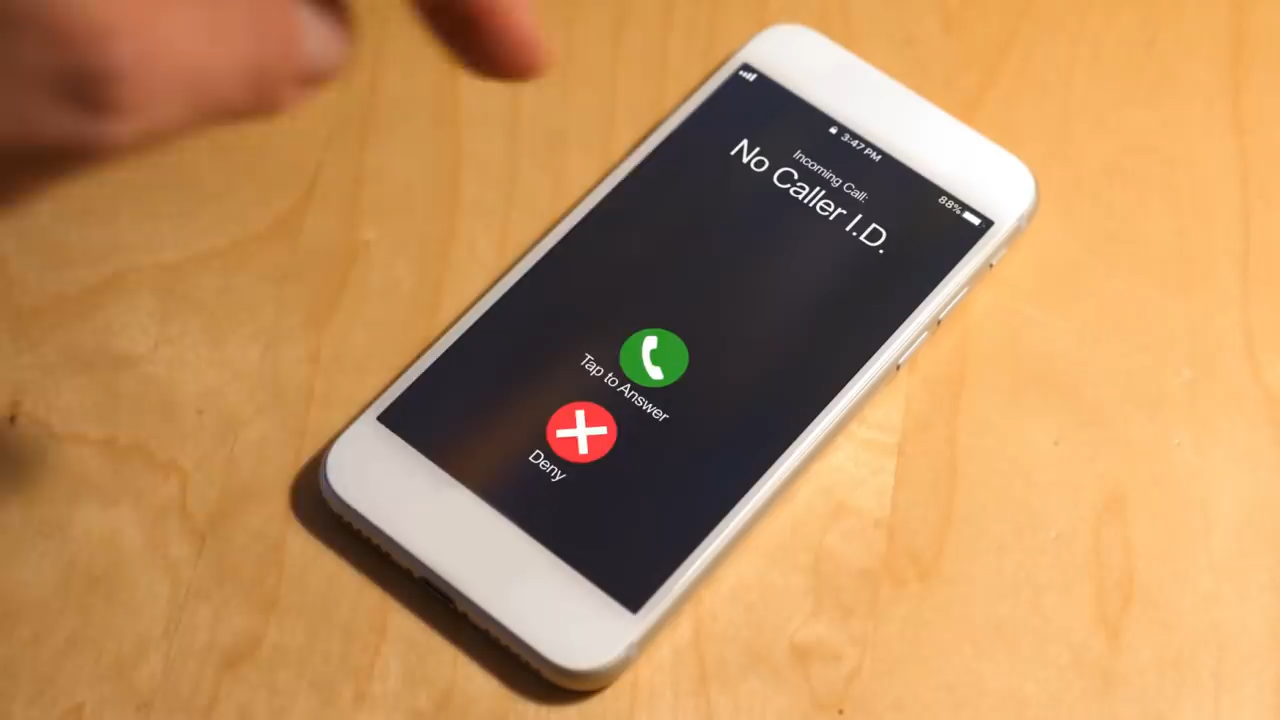 3:47 PM
88%
Incoming Call:
No Caller I.D.
Tap to Answer
Deny